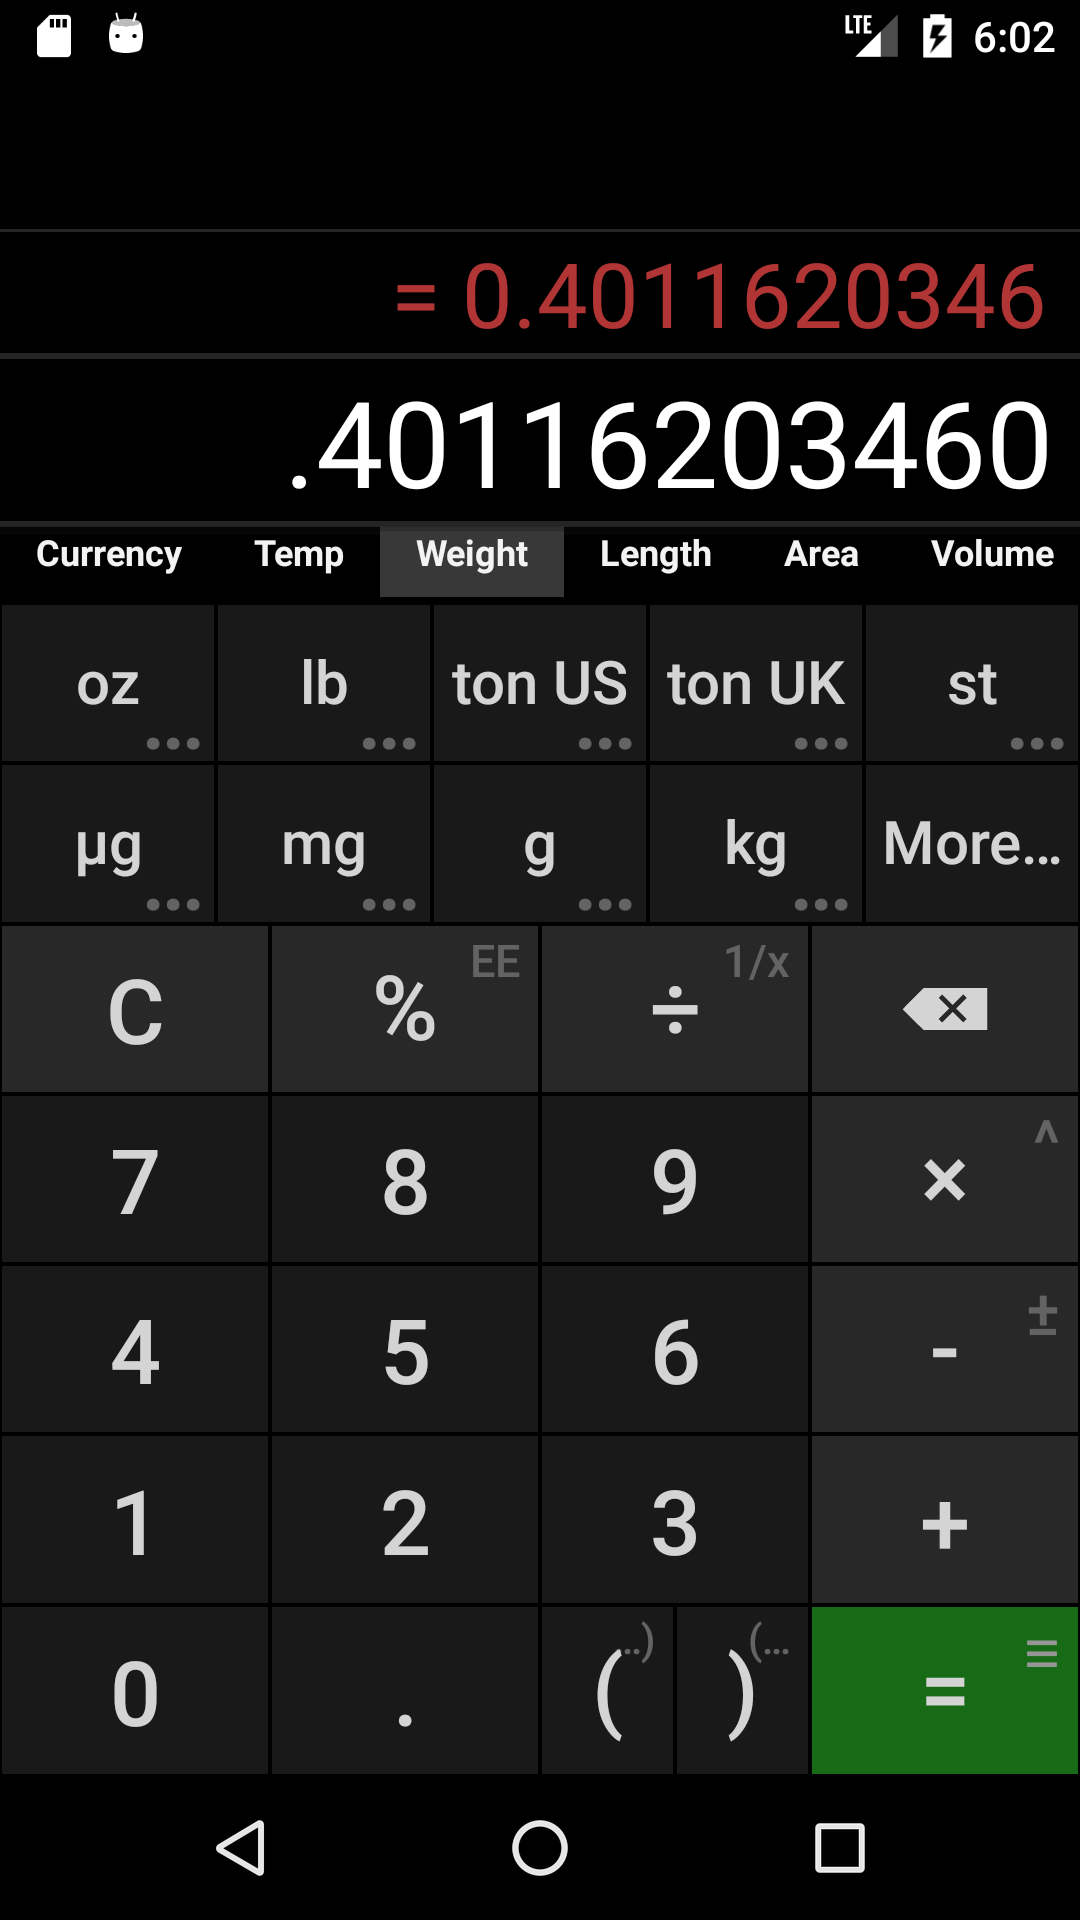 LTE 6:02
= 0.4011620346
.40116203460
Currency Temp Weight Length Area Volume
oz lb ton US ton UK st
µg mg g kg More...
C % EE ÷ 1/x
7 8 9 × ^
4 5 6 - ±
1 2 3 +
0 . ( ..) ) (... =